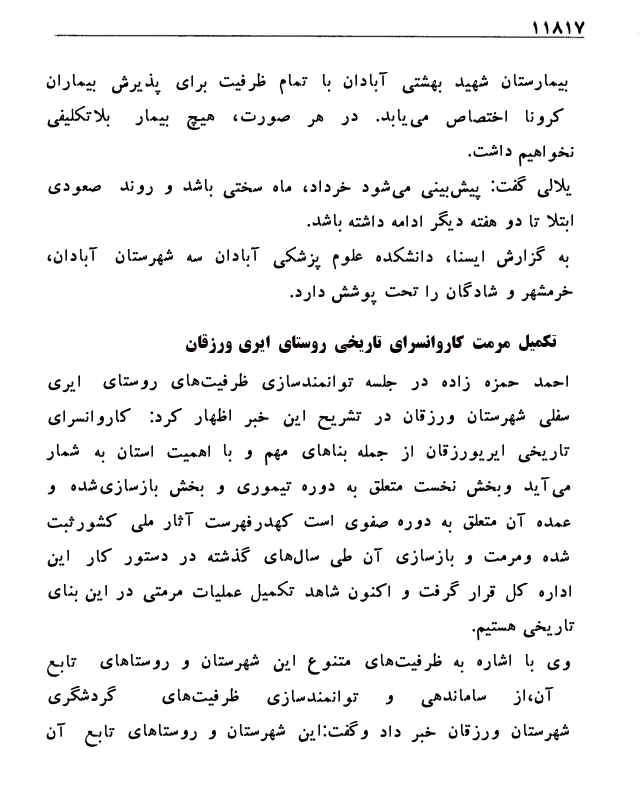 ۱۱۸۱۷
بیمارستان شهید بهشتی آبادان با تمام ظرفیت برای پذیرش بیماران
کرونا اختصاص می‌یابد. در هر صورت، هیچ بیمار بلاتکلیفی
نخواهیم داشت.
یلالی گفت: پیش‌بینی می‌شود خرداد، ماه سختی باشد و روند صعودی
ابتلا تا دو هفته دیگر ادامه داشته باشد.
به گزارش ایسنا، دانشکده علوم پزشکی آبادان سه شهرستان آبادان،
خرمشهر و شادگان را تحت پوشش دارد.
تکمیل مرمت کاروانسرای تاریخی روستای ایری ورزقان
احمد حمزه زاده در جلسه توانمندسازی ظرفیت‌های روستای ایری
سفلی شهرستان ورزقان در تشریح این خبر اظهار کرد: کاروانسرای
تاریخی ایریورزقان از جمله بناهای مهم و با اهمیت استان به شمار
می‌آید وبخش نخست متعلق به دوره تیموری و بخش بازسازی‌شده و
عمده آن متعلق به دوره صفوی است کهدرفهرست آثار ملی کشورثبت
شده ومرمت و بازسازی آن طی سال‌های گذشته در دستور کار این
اداره کل قرار گرفت و اکنون شاهد تکمیل عملیات مرمتی در این بنای
تاریخی هستیم.
وی با اشاره به ظرفیت‌های متنوع این شهرستان و روستاهای تابع
آن،از ساماندهی و توانمندسازی ظرفیت‌های گردشگری
شهرستان ورزقان خبر داد وگفت:این شهرستان و روستاهای تابع آن